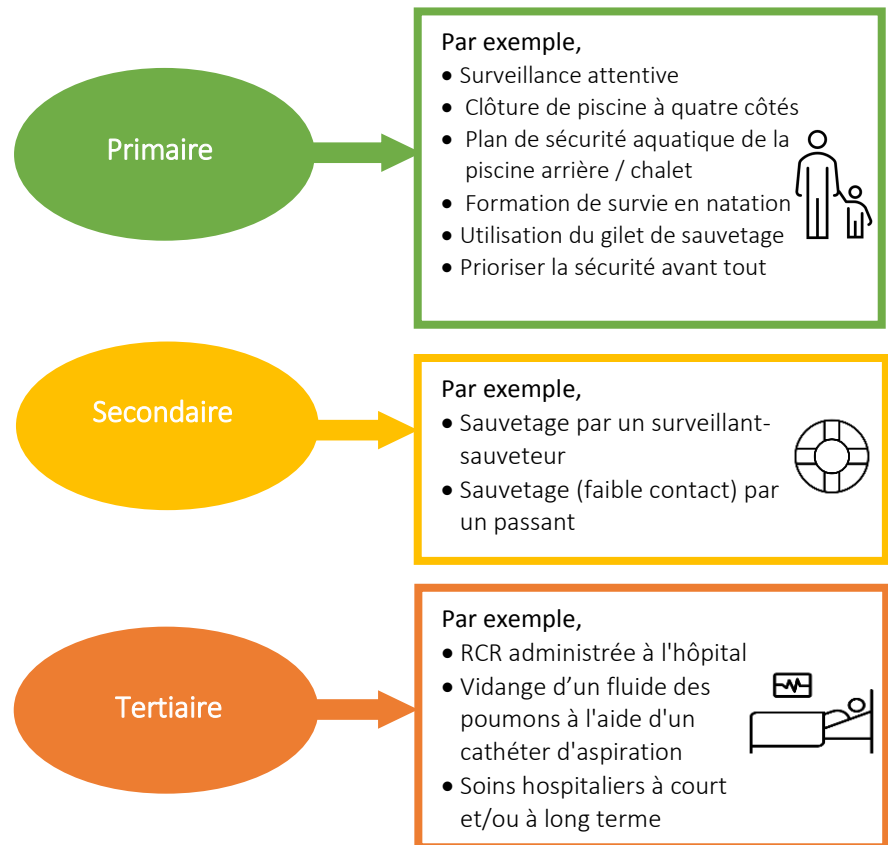 Primaire
Par exemple,
• Surveillance attentive
• Clôture de piscine à quatre côtés
• Plan de sécurité aquatique de la
piscine arrière / chalet
• Formation de survie en natation
• Utilisation du gilet de sauvetage
• Prioriser la sécurité avant tout
Secondaire
Par exemple,
• Sauvetage par un surveillant-
sauveteur
• Sauvetage (faible contact) par
un passant
Tertiaire
Par exemple,
• RCR administrée à l'hôpital
• Vidange d’un fluide des
poumons à l'aide d'un
cathéter d'aspiration
• Soins hospitaliers à court
et/ou à long terme